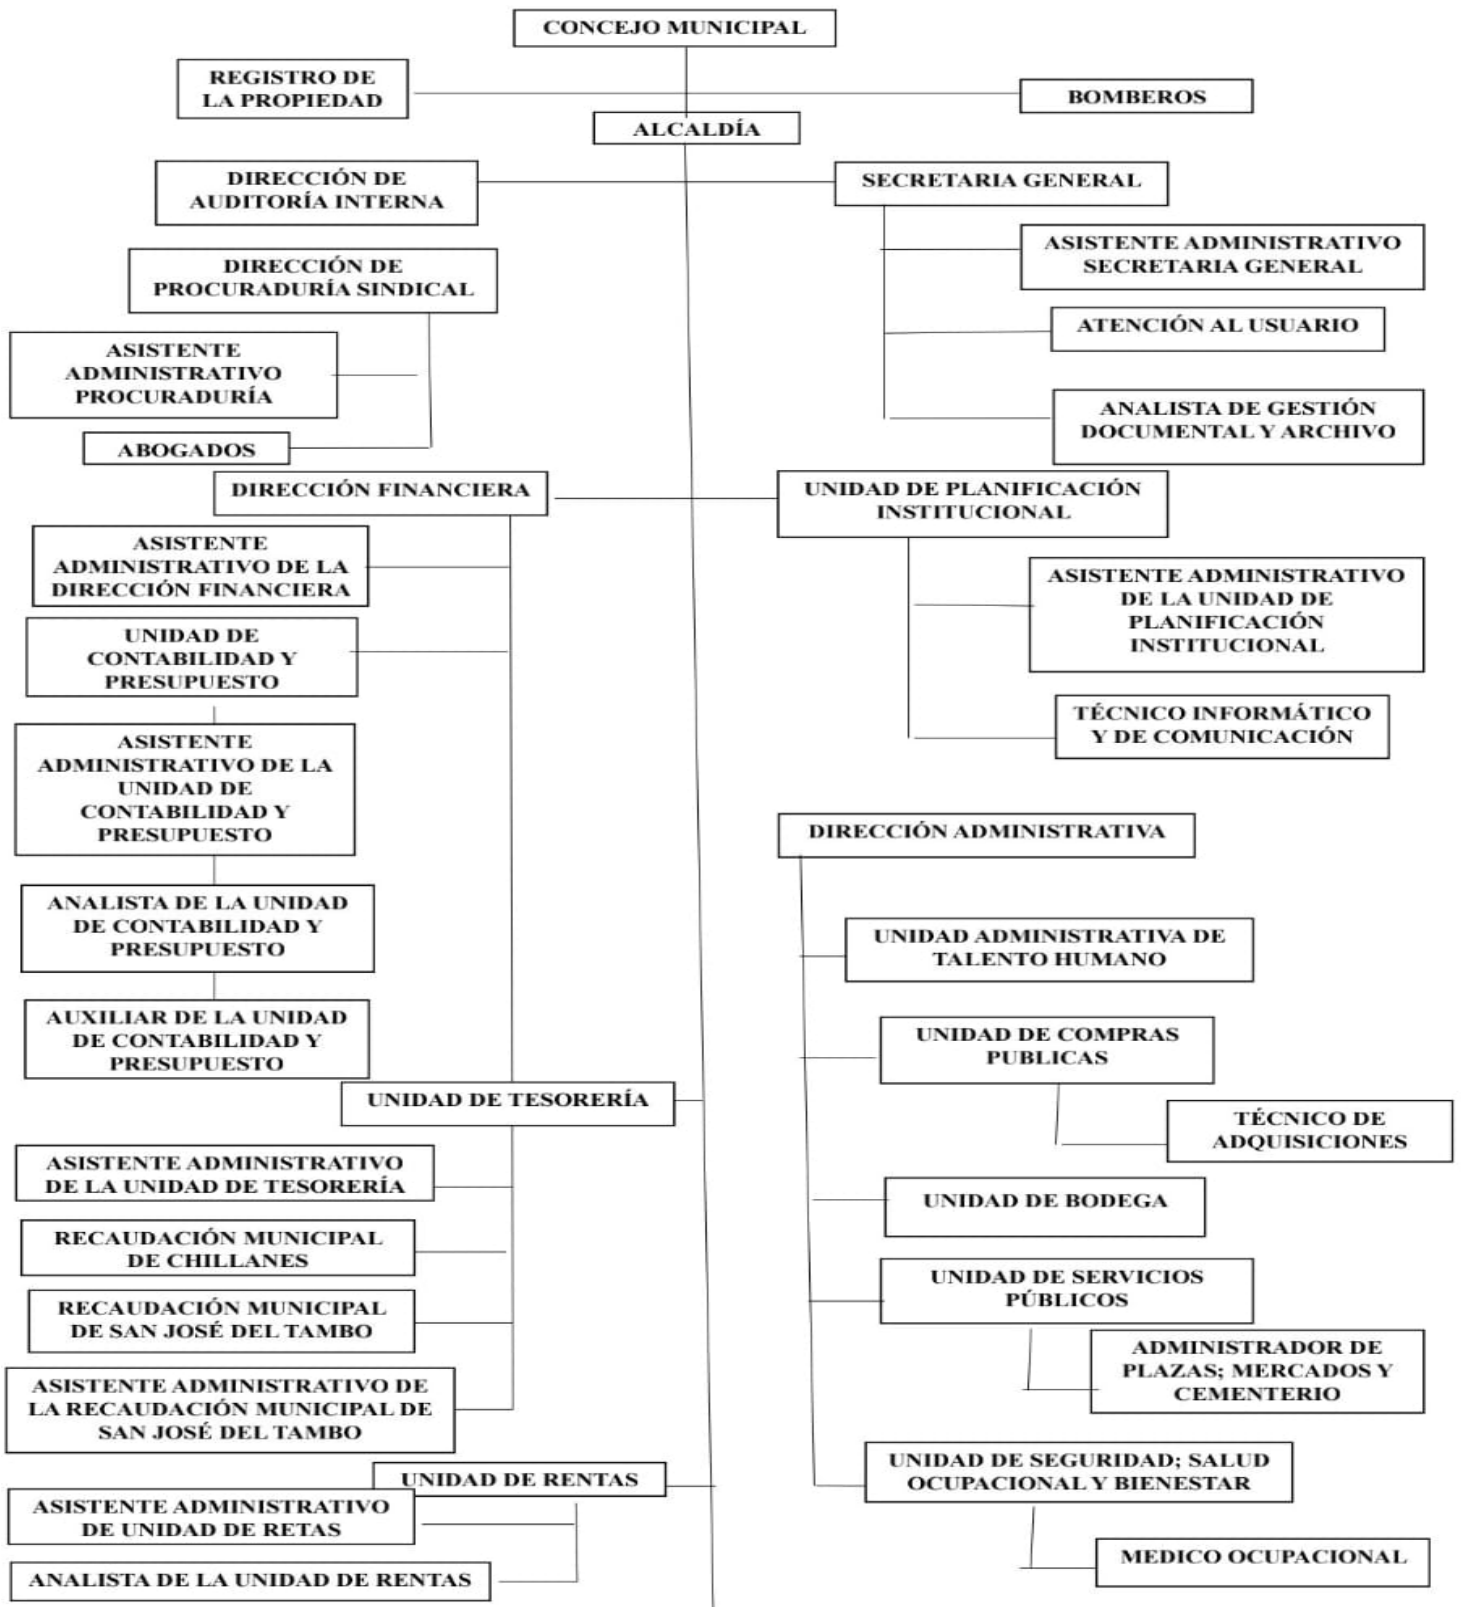 CONCEJO MUNICIPAL
REGISTRO DE
LA PROPIEDAD
BOMBEROS
ALCALDÍA
DIRECCIÓN DE
AUDITORÍA INTERNA
SECRETARIA GENERAL
ASISTENTE ADMINISTRATIVO
SECRETARIA GENERAL
DIRECCIÓN DE
PROCURADURÍA SINDICAL
ATENCIÓN AL USUARIO
ASISTENTE
ADMINISTRATIVO
PROCURADURÍA
ANALISTA DE GESTIÓN
DOCUMENTAL Y ARCHIVO
ABOGADOS
DIRECCIÓN FINANCIERA
UNIDAD DE PLANIFICACIÓN
INSTITUCIONAL
ASISTENTE
ADMINISTRATIVO DE LA
DIRECCIÓN FINANCIERA
ASISTENTE ADMINISTRATIVO
DE LA UNIDAD DE
PLANIFICACIÓN
INSTITUCIONAL
UNIDAD DE
CONTABILIDAD Y
PRESUPUESTO
TÉCNICO INFORMÁTICO
Y DE COMUNICACIÓN
ASISTENTE
ADMINISTRATIVO DE LA
UNIDAD DE
CONTABILIDAD Y
PRESUPUESTO
DIRECCIÓN ADMINISTRATIVA
ANALISTA DE LA UNIDAD
DE CONTABILIDAD Y
PRESUPUESTO
UNIDAD ADMINISTRATIVA DE
TALENTO HUMANO
AUXILIAR DE LA UNIDAD
DE CONTABILIDAD Y
PRESUPUESTO
UNIDAD DE COMPRAS
PUBLICAS
UNIDAD DE TESORERÍA
TÉCNICO DE
ADQUISICIONES
ASISTENTE ADMINISTRATIVO
DE LA UNIDAD DE TESORERÍA
UNIDAD DE BODEGA
RECAUDACIÓN MUNICIPAL
DE CHILLANES
UNIDAD DE SERVICIOS
PÚBLICOS
RECAUDACIÓN MUNICIPAL
DE SAN JOSÉ DEL TAMBO
ADMINISTRADOR DE
PLAZAS; MERCADOS Y
CEMENTERIO
ASISTENTE ADMINISTRATIVO DE
LA RECAUDACIÓN MUNICIPAL DE
SAN JOSÉ DEL TAMBO
UNIDAD DE SEGURIDAD; SALUD
OCUPACIONAL Y BIENESTAR
UNIDAD DE RENTAS
ASISTENTE ADMINISTRATIVO
DE UNIDAD DE RETAS
MEDICO OCUPACIONAL
ANALISTA DE LA UNIDAD DE RENTAS